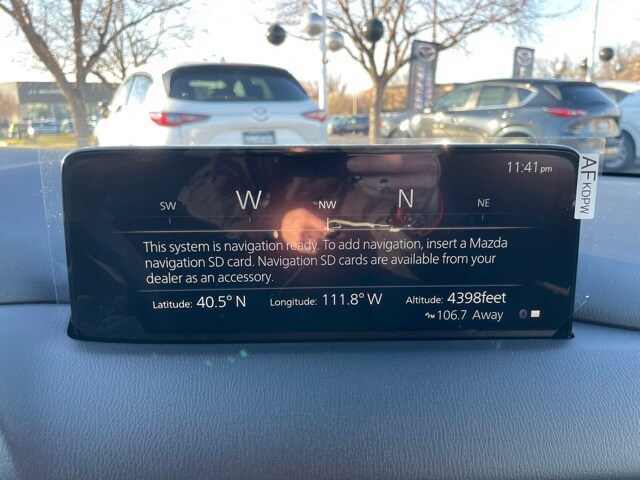 11:41pm
SW W NW N NE
This system is navigation ready. To add navigation, insert a Mazda
navigation SD card. Navigation SD cards are available from your
dealer as an accessory.
Latitude: 40.5° N Longitude: 111.8° W Altitude: 4398feet
FM 106.7 Away
AF KDPW